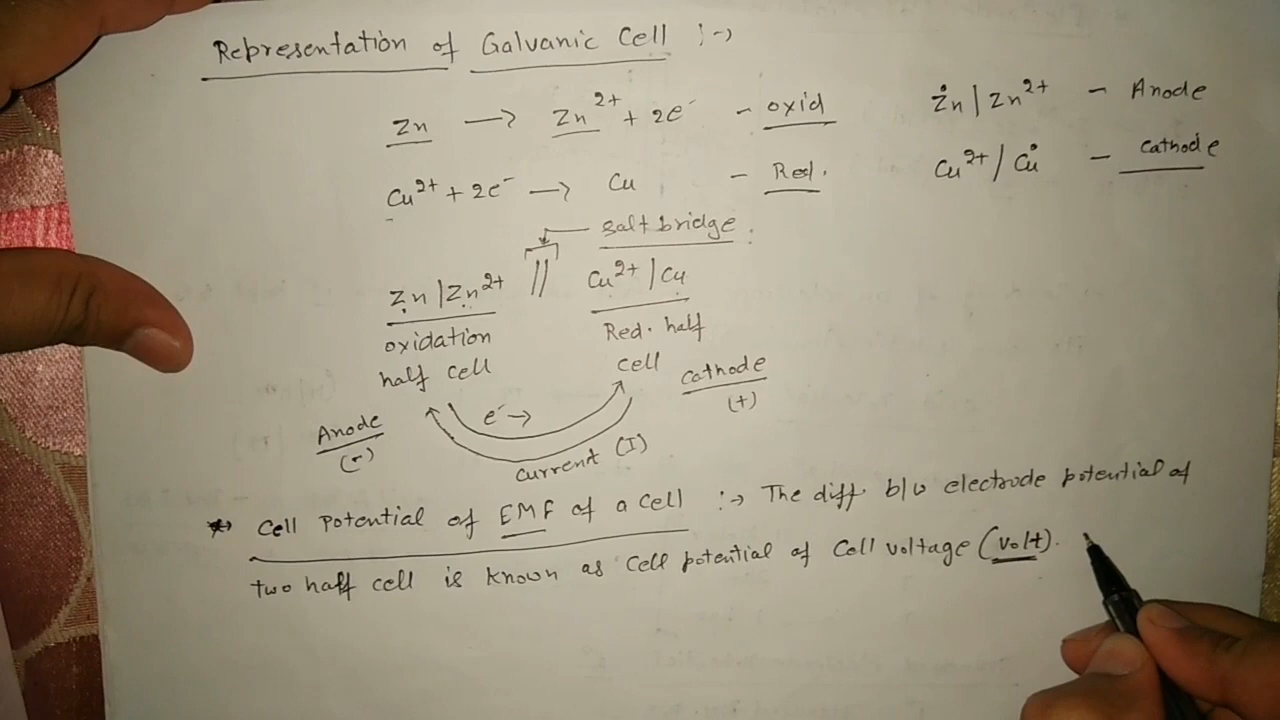 Representation of Galvanic Cell :→
Zn → Zn²⁺ + 2e⁻ - oxid
Zn | Zn²⁺ - Anode
Cu²⁺ + 2e⁻ → Cu - Red.
Cu²⁺ / Cu - Cathode
salt bridge.
Zn | Zn²⁺ || Cu²⁺ | Cu
oxidation
half cell
Red. half
cell
Anode
(-)
Cathode
(+)
e⁻ →
Current (I)
* Cell Potential of EMF of a Cell :→ The diff. b/w electrode potential of
two half cell is known as cell potential of Cell voltage (volt).